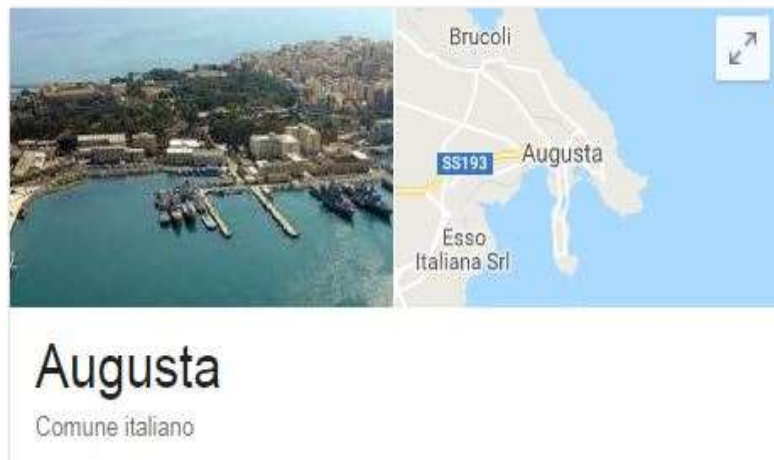 Brucoli
SS193
Augusta
Esso
Italiana Srl
Augusta
Comune italiano